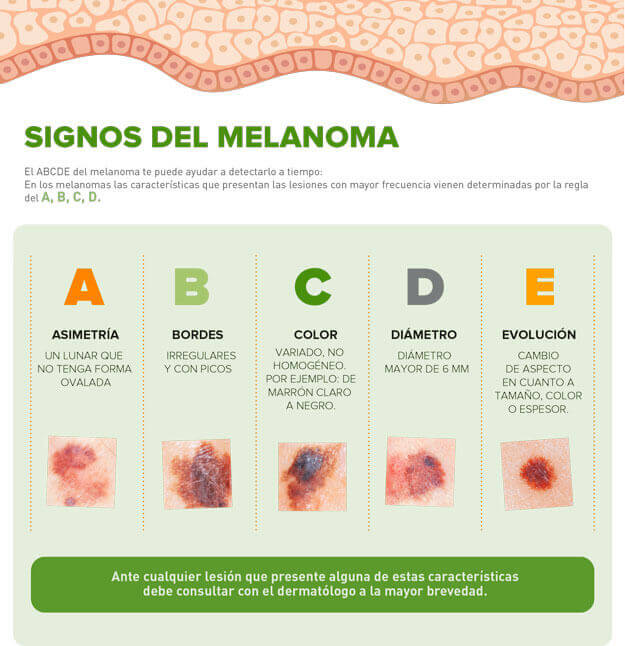 SIGNOS DEL MELANOMA
El ABCDE del melanoma te puede ayudar a detectarlo a tiempo:
En los melanomas las características que presentan las lesiones con mayor frecuencia vienen determinadas por la regla
del A, B, C, D.
A
ASIMETRÍA
UN LUNAR QUE
NO TENGA FORMA
OVALADA
B
BORDES
IRREGULARES
Y CON PICOS
C
COLOR
VARIADO, NO
HOMOGÉNEO.
POR EJEMPLO: DE
MARRÓN CLARO
A NEGRO.
D
DIÁMETRO
DIÁMETRO
MAYOR DE 6 MM
E
EVOLUCIÓN
CAMBIO
DE ASPECTO
EN CUANTO A
TAMAÑO, COLOR
O ESPESOR.
Ante cualquier lesión que presente alguna de estas características
debe consultar con el dermatólogo a la mayor brevedad.